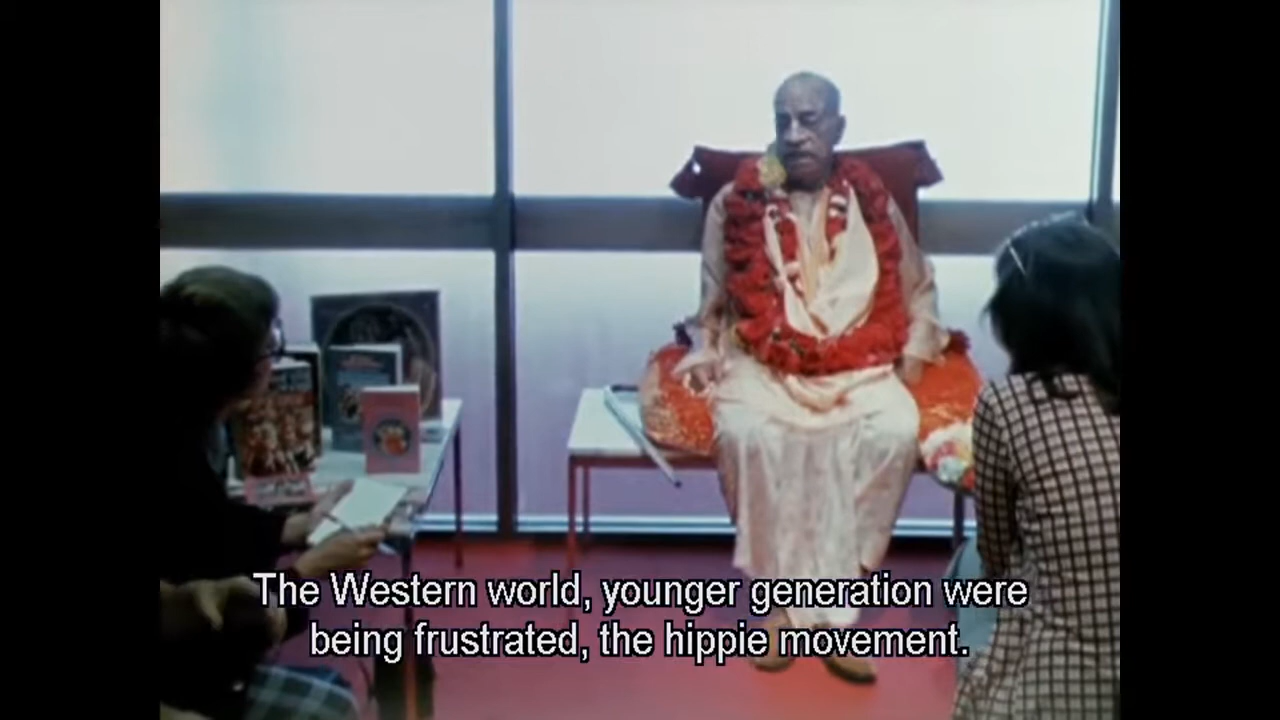 The Western world, younger generation were
being frustrated, the hippie movement.